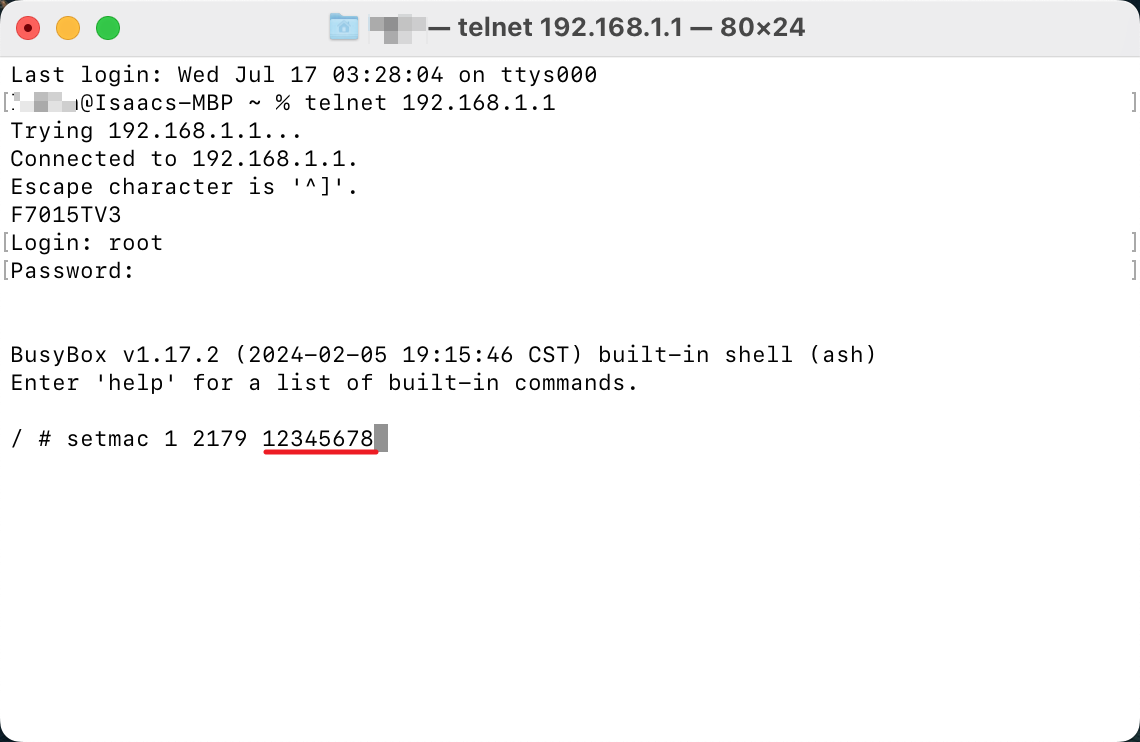 — telnet 192.168.1.1 — 80×24
Last login: Wed Jul 17 03:28:04 on ttys000
@Isaacs-MBP ~ % telnet 192.168.1.1
Trying 192.168.1.1...
Connected to 192.168.1.1.
Escape character is '^]'.
F7015TV3
Login: root
Password:
BusyBox v1.17.2 (2024-02-05 19:15:46 CST) built-in shell (ash)
Enter 'help' for a list of built-in commands.
/ # setmac 1 2179 12345678